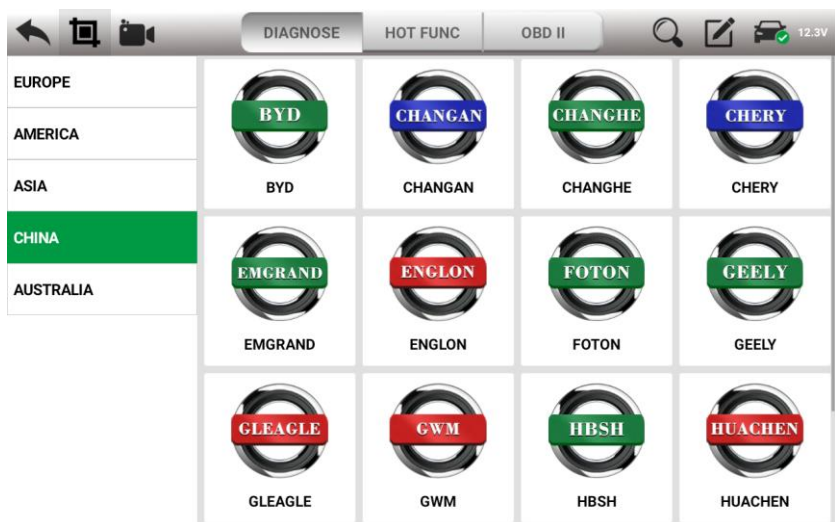 DIAGNOSE HOT FUNC OBD II 12.3V
EUROPE
AMERICA
ASIA
CHINA
AUSTRALIA
BYD CHANGAN CHANGHE CHERY
BYD CHANGAN CHANGHE CHERY
EMGRAND ENGLON FOTON GEELY
EMGRAND ENGLON FOTON GEELY
GLEAGLE GWM HBSH HUACHEN
GLEAGLE GWM HBSH HUACHEN